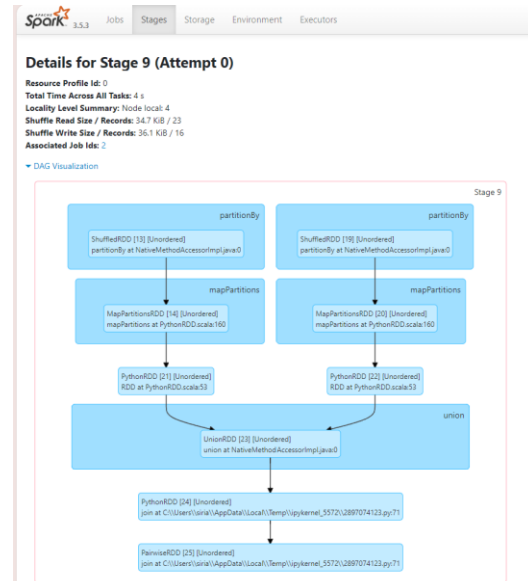 APACHE
Spark 3.5.3 Jobs Stages Storage Environment Executors
Details for Stage 9 (Attempt 0)
Resource Profile Id: 0
Total Time Across All Tasks: 4 s
Locality Level Summary: Node local: 4
Shuffle Read Size / Records: 34.7 KiB / 23
Shuffle Write Size / Records: 36.1 KiB / 16
Associated Job Ids: 2
DAG Visualization
Stage 9
partitionBy
ShuffledRDD [13] [Unordered]
partitionBy at NativeMethodAccessorImpl.java:0
partitionBy
ShuffledRDD [19] [Unordered]
partitionBy at NativeMethodAccessorImpl.java:0
mapPartitions
MapPartitionsRDD [14] [Unordered]
mapPartitions at PythonRDD.scala:160
mapPartitions
MapPartitionsRDD [20] [Unordered]
mapPartitions at PythonRDD.scala:160
PythonRDD [21] [Unordered]
RDD at PythonRDD.scala:53
PythonRDD [22] [Unordered]
RDD at PythonRDD.scala:53
union
UnionRDD [23] [Unordered]
union at NativeMethodAccessorImpl.java:0
PythonRDD [24] [Unordered]
join at C:\\Users\\siria\\AppData\\Local\\Temp\\ipykernel_5572\\2897074123.py:71
PairwiseRDD [25] [Unordered]
join at C:\\Users\\siria\\AppData\\Local\\Temp\\ipykernel_5572\\2897074123.py:71